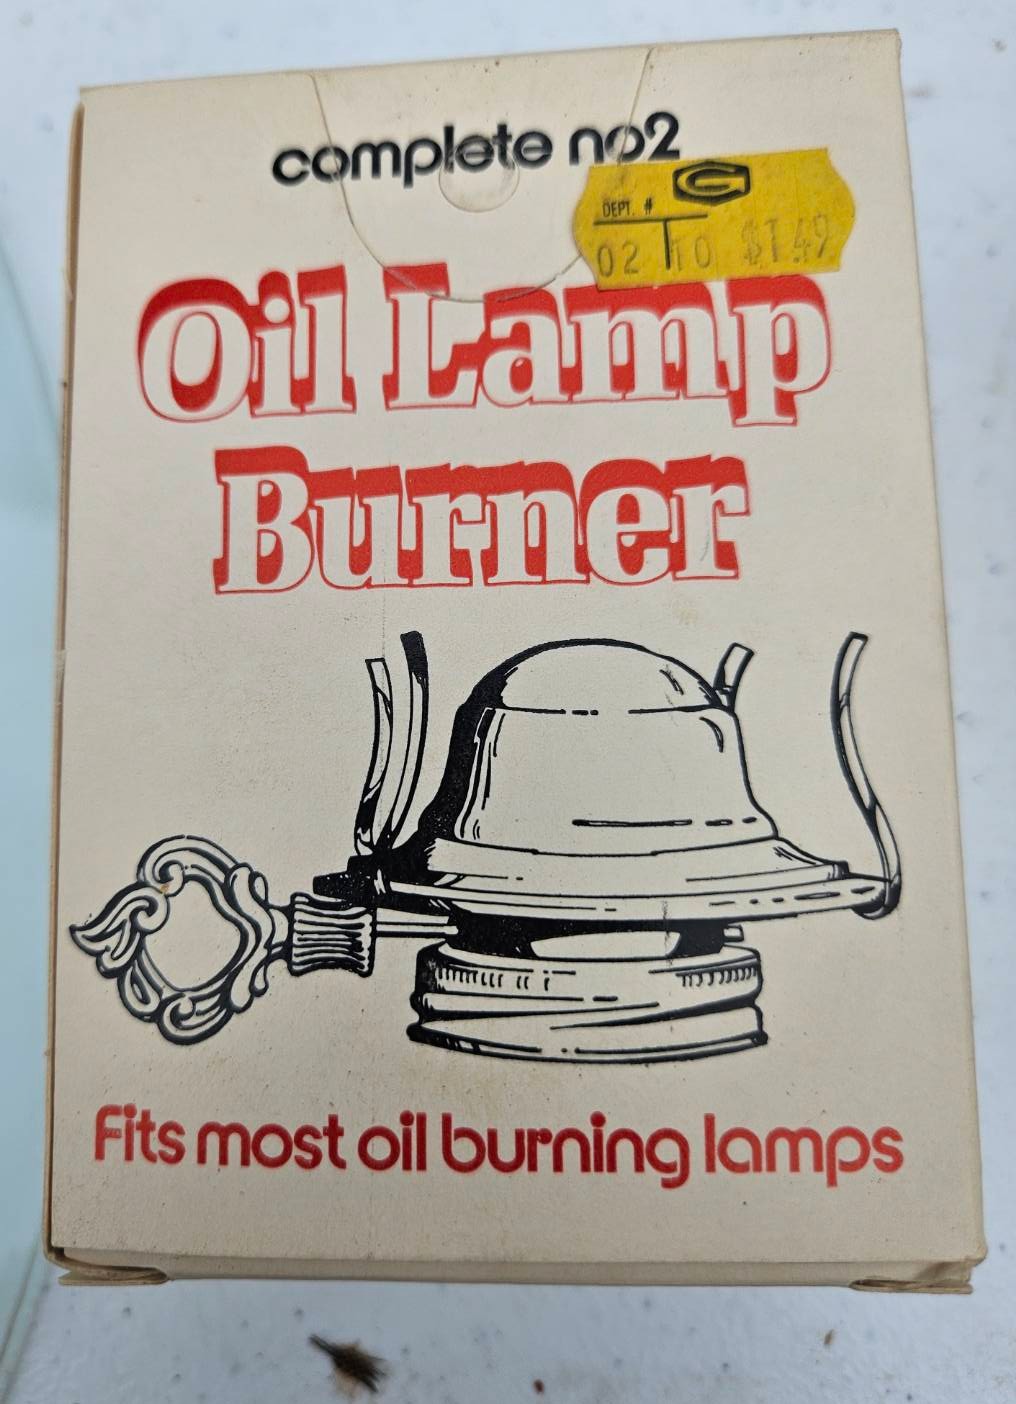 complete no2
G
DEPT. #
02 10 $1.49
Oil Lamp
Burner
Fits most oil burning lamps